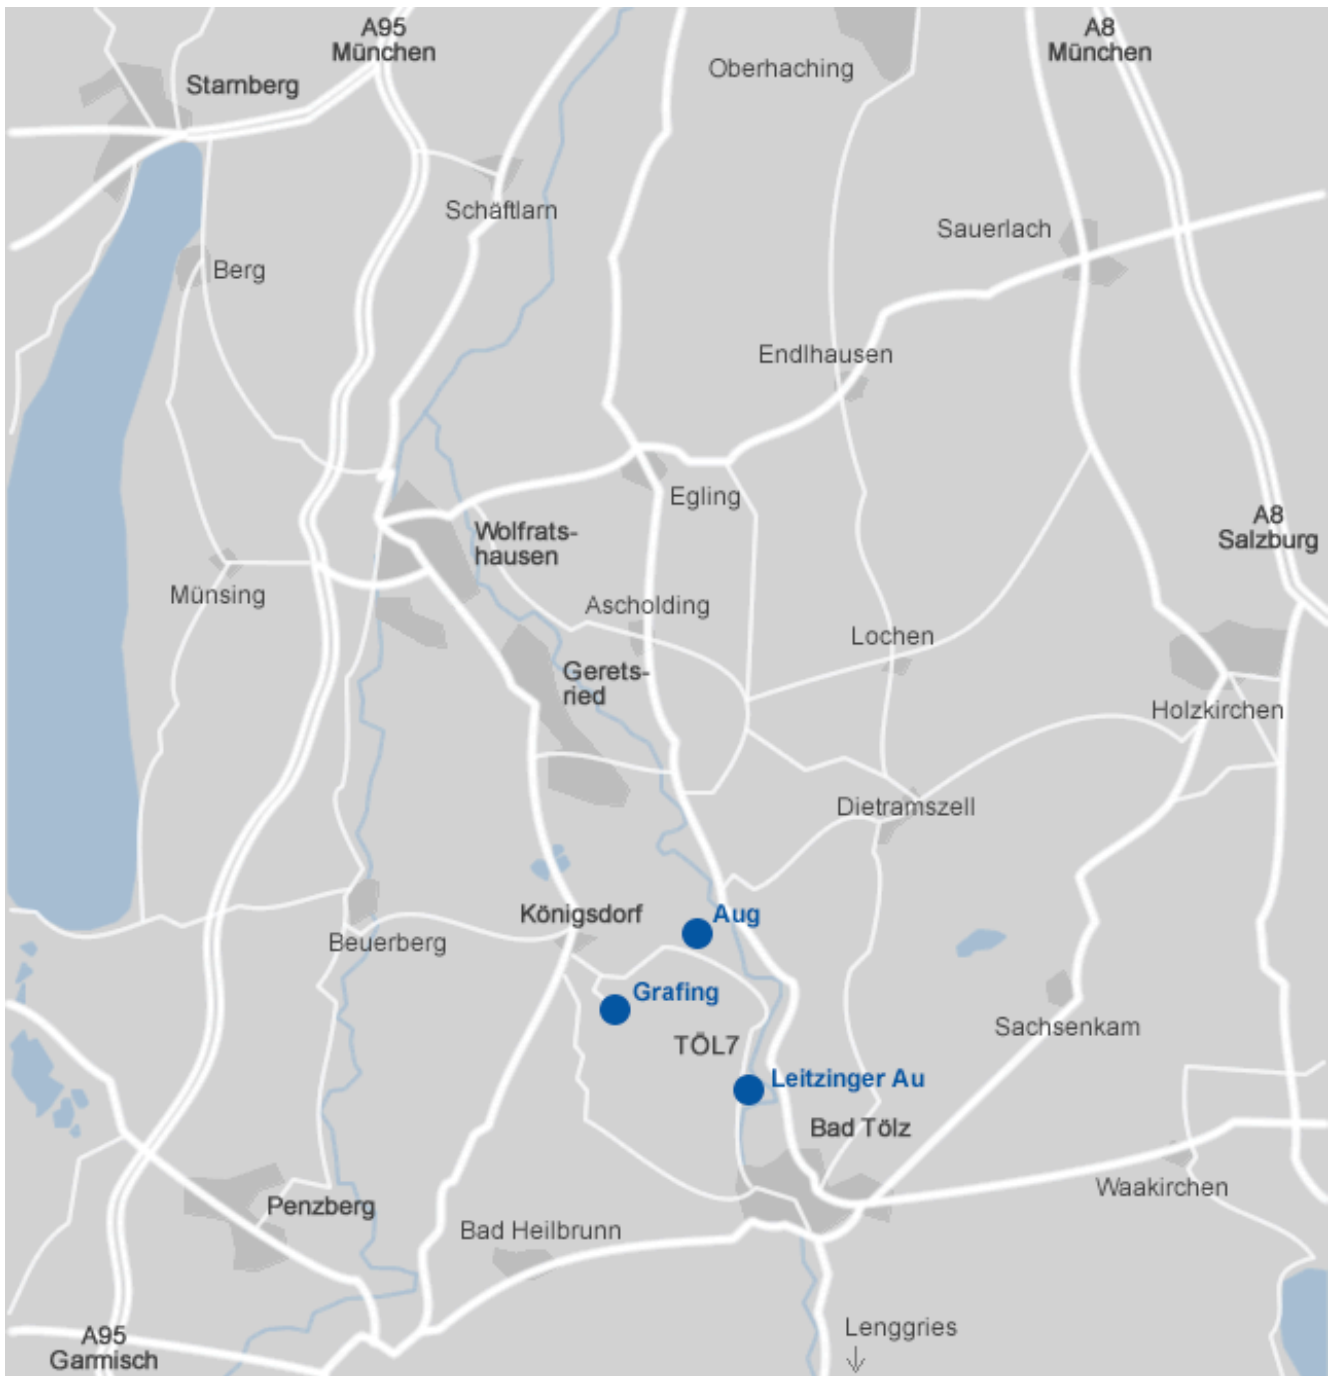 A95
München
A8
München
Oberhaching
Starnberg
Schäftlarn
Sauerlach
Berg
Endlhausen
Egling
A8
Salzburg
Wolfrats-
hausen
Münsing
Ascholding
Lochen
Gerets-
ried
Holzkirchen
Dietramszell
Königsdorf
Aug
Beuerberg
Grafing
Sachsenkam
TÖL7
Leitzinger Au
Bad Tölz
Waakirchen
Penzberg
Bad Heilbrunn
Lenggries
A95
Garmisch